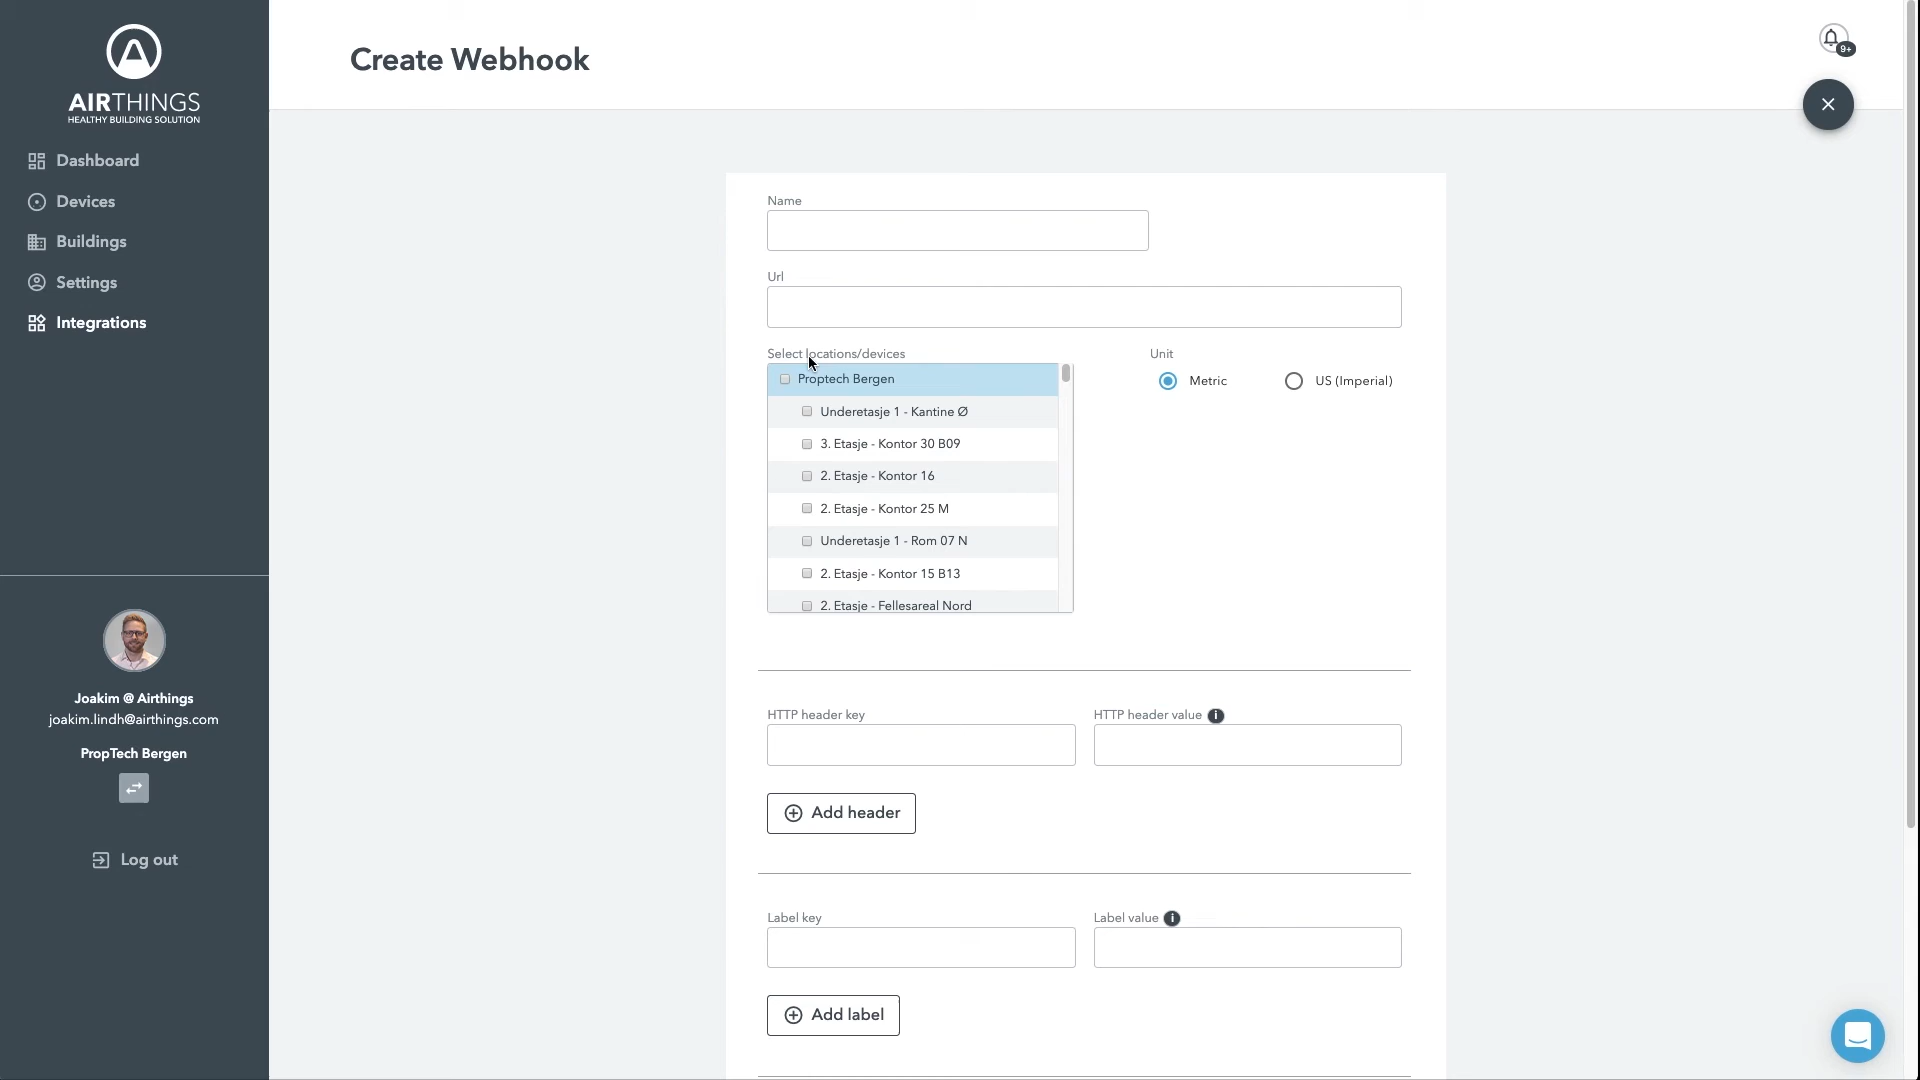 AIRTHINGS
HEALTHY BUILDING SOLUTION
Dashboard
Devices
Buildings
Settings
Integrations
Joakim @ Airthings
joakim.lindh@airthings.com
PropTech Bergen
Log out
Create Webhook
9+
Name
Url
Select locations/devices
Proptech Bergen
Underetasje 1 - Kantine Ø
3. Etasje - Kontor 30 B09
2. Etasje - Kontor 16
2. Etasje - Kontor 25 M
Underetasje 1 - Rom 07 N
2. Etasje - Kontor 15 B13
2. Etasje - Fellesareal Nord
Unit
Metric
US (Imperial)
HTTP header key
HTTP header value
Add header
Label key
Label value
Add label